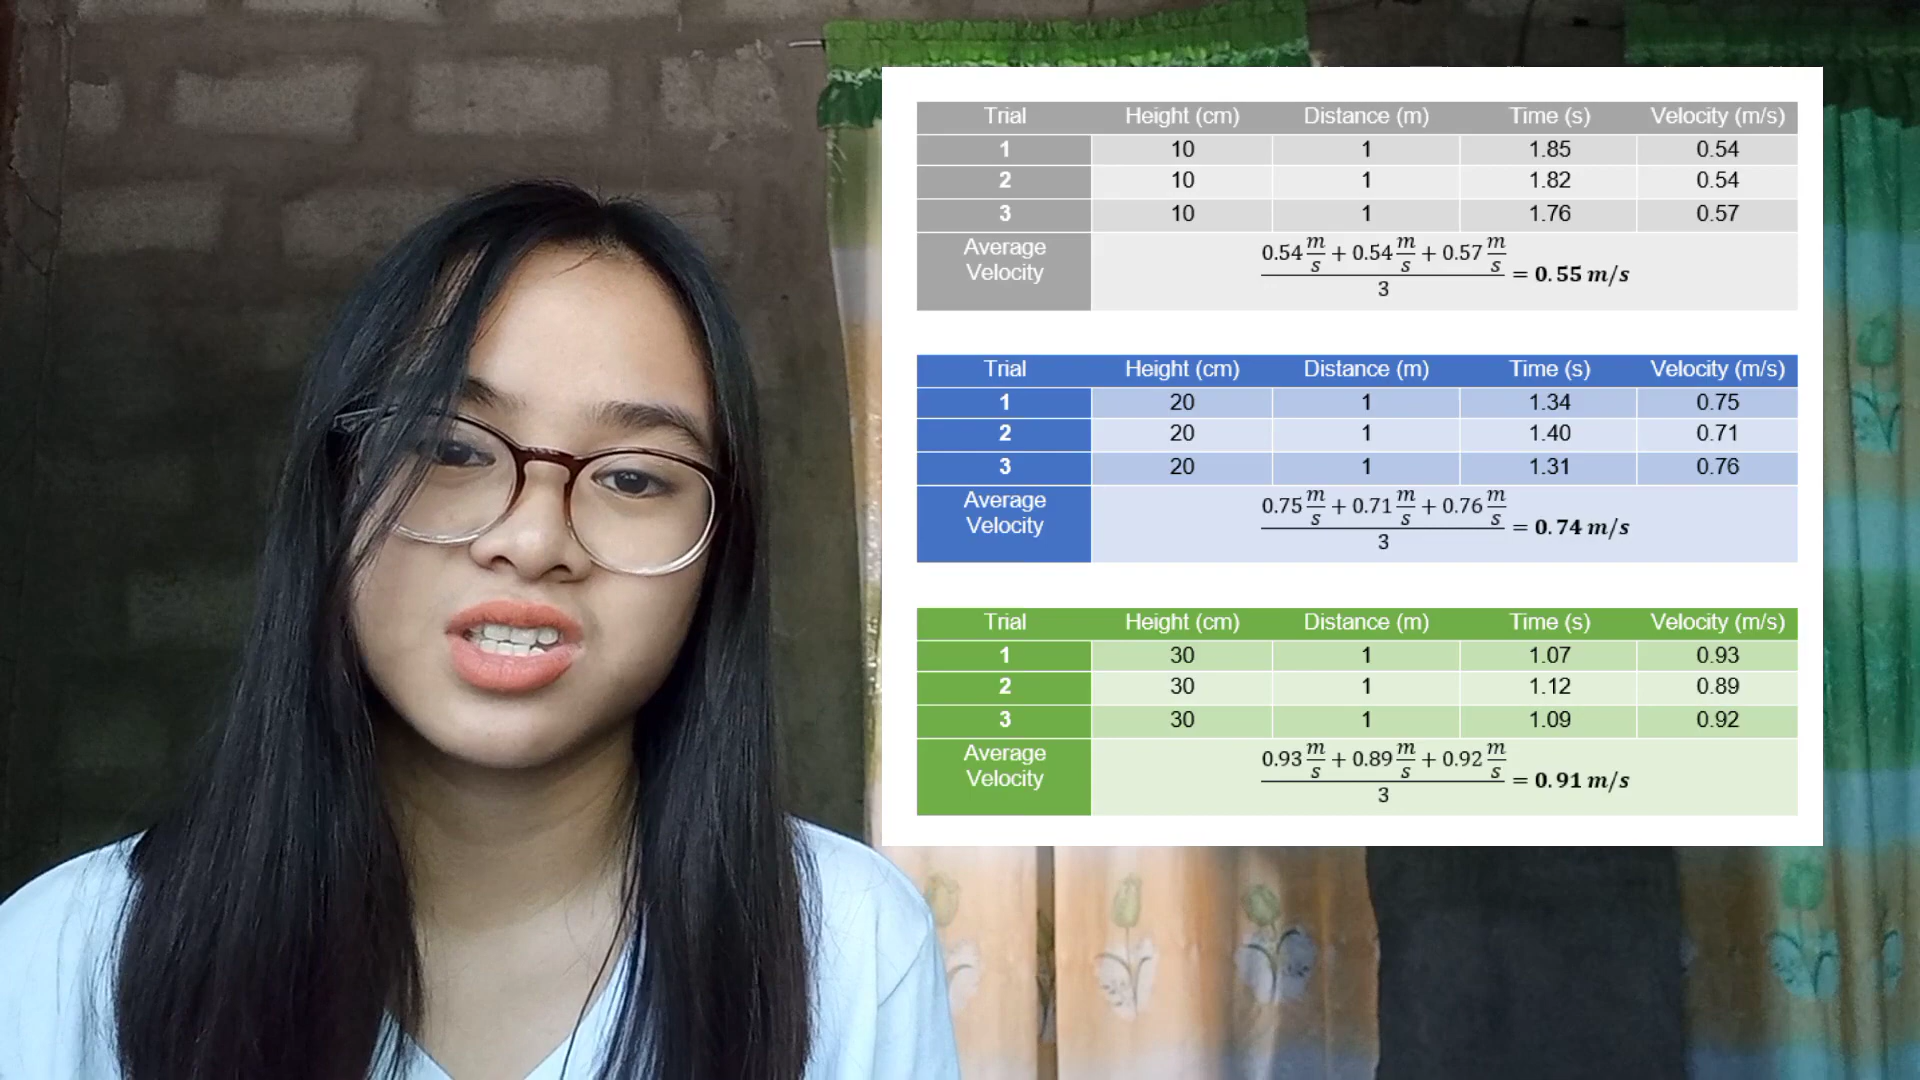 Trial Height (cm) Distance (m) Time (s) Velocity (m/s)
1 10 1 1.85 0.54
2 10 1 1.82 0.54
3 10 1 1.76 0.57
Average Velocity
0.54 m/s + 0.54 m/s + 0.57 m/s
3
= 0.55 m/s
Trial Height (cm) Distance (m) Time (s) Velocity (m/s)
1 20 1 1.34 0.75
2 20 1 1.40 0.71
3 20 1 1.31 0.76
Average Velocity
0.75 m/s + 0.71 m/s + 0.76 m/s
3
= 0.74 m/s
Trial Height (cm) Distance (m) Time (s) Velocity (m/s)
1 30 1 1.07 0.93
2 30 1 1.12 0.89
3 30 1 1.09 0.92
Average Velocity
0.93 m/s + 0.89 m/s + 0.92 m/s
3
= 0.91 m/s